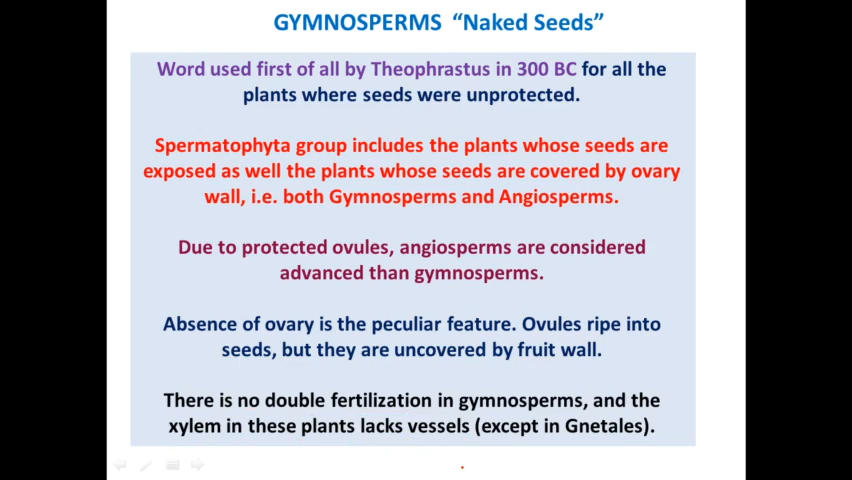 GYMNOSPERMS “Naked Seeds”
Word used first of all by Theophrastus in 300 BC for all the
plants where seeds were unprotected.
Spermatophyta group includes the plants whose seeds are
exposed as well the plants whose seeds are covered by ovary
wall, i.e. both Gymnosperms and Angiosperms.
Due to protected ovules, angiosperms are considered
advanced than gymnosperms.
Absence of ovary is the peculiar feature. Ovules ripe into
seeds, but they are uncovered by fruit wall.
There is no double fertilization in gymnosperms, and the
xylem in these plants lacks vessels (except in Gnetales).